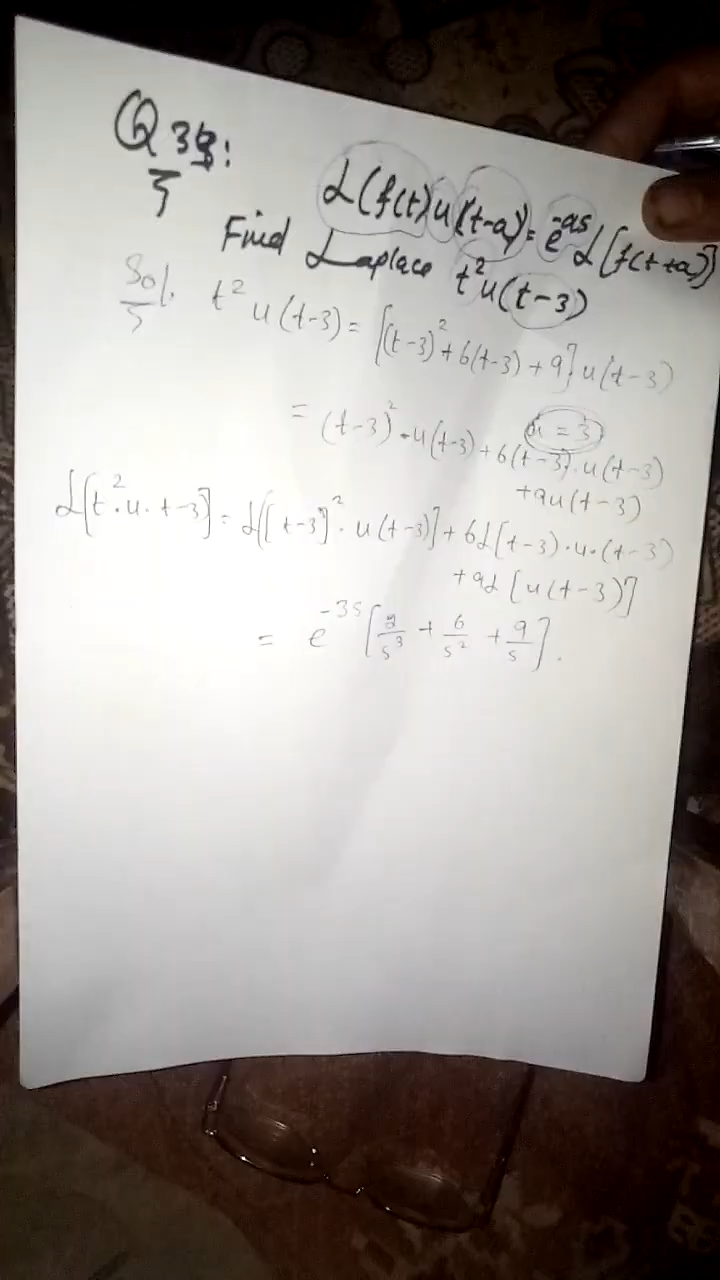 Q 33:
L(f(t)u(t-a) = e^-as L[f(t+a)]
Find Laplace t²u(t-3)
Sol. t² u(t-3) = [(t-3)² + 6(t-3) + 9] u(t-3)
= (t-3)² · u(t-3) + 6(t-3) · u(t-3)
a = 3
+ 9u(t-3)
L[t² · u · t-3] = L[[t-3]² · u(t-3)] + 6L[t-3) · u · (t-3)
+ 9L [u(t-3)]
= e^-3s [2/s³ + 6/s² + 9/s].